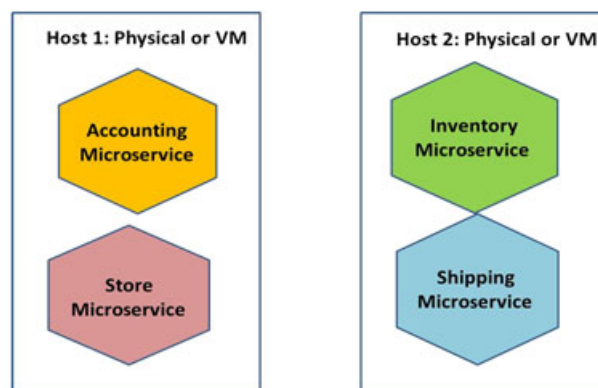 Host 1: Physical or VM
Accounting
Microservice
Store
Microservice
Host 2: Physical or VM
Inventory
Microservice
Shipping
Microservice